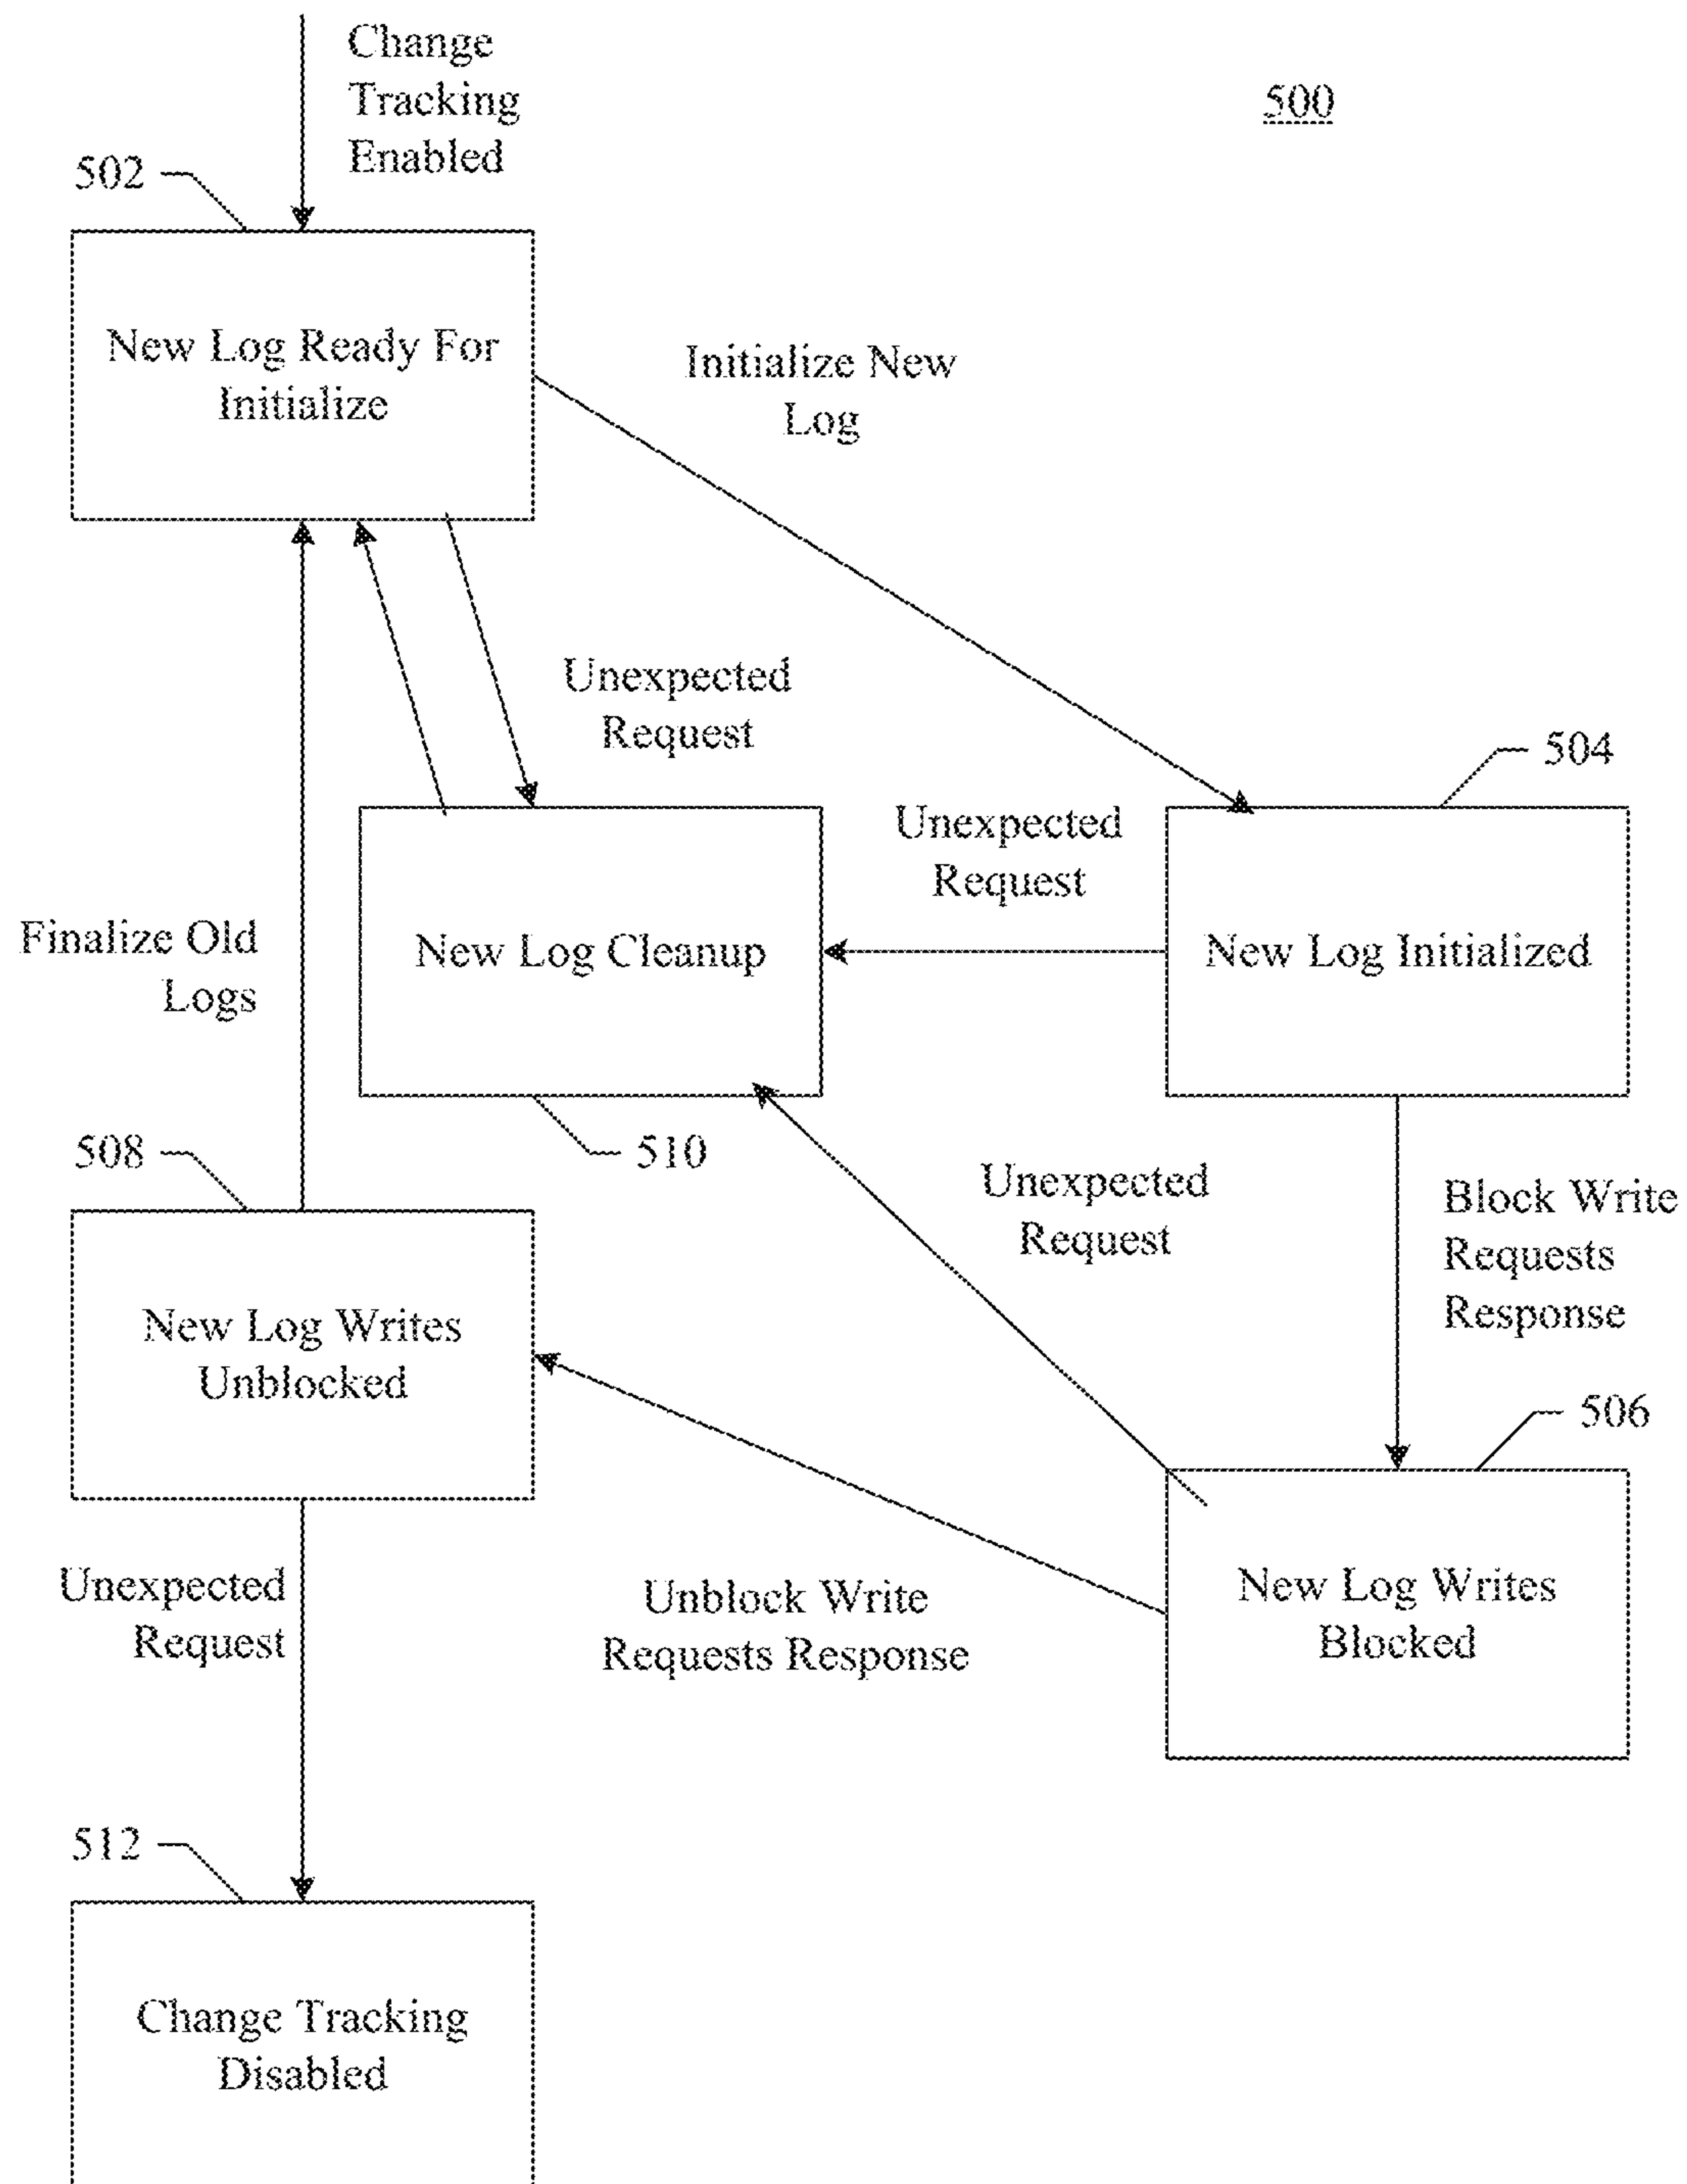 Change
Tracking
Enabled
500
502
New Log Ready For
Initialize
Initialize New
Log
Unexpected
Request
504
Unexpected
Request
New Log Cleanup
New Log Initialized
Finalize Old
Logs
508
510
Unexpected
Request
Block Write
Requests
Response
New Log Writes
Unblocked
506
Unexpected
Request
Unblock Write
Requests Response
New Log Writes
Blocked
512
Change Tracking
Disabled